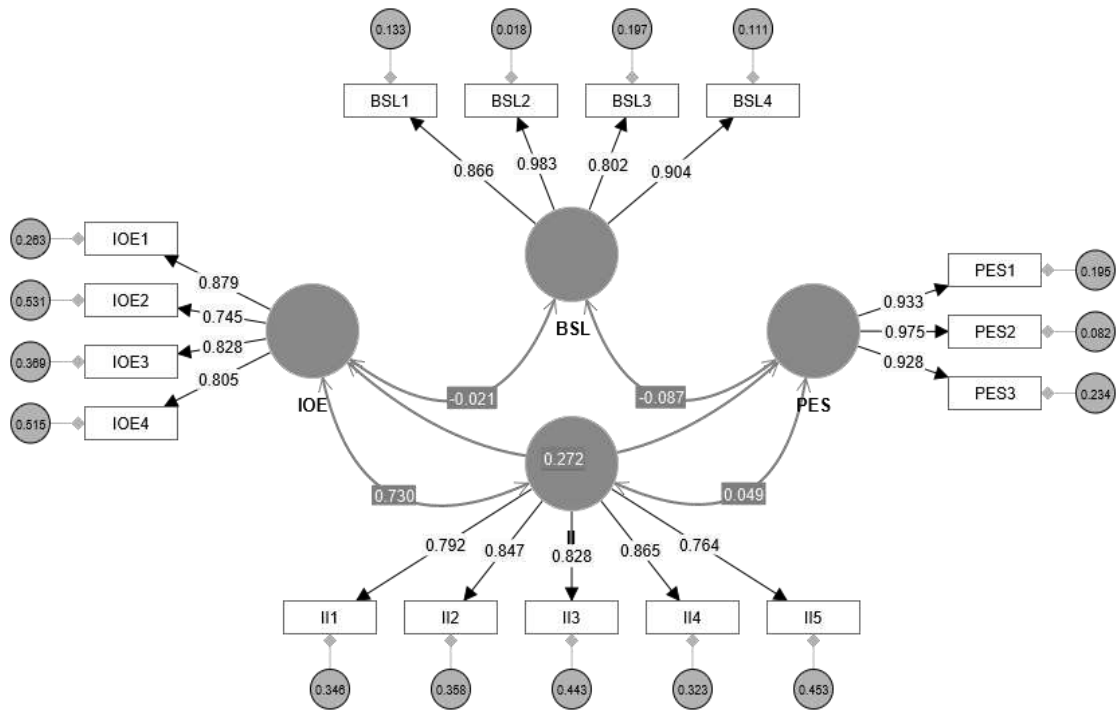 0.133 0.018 0.197 0.111
BSL1 BSL2 BSL3 BSL4
0.866 0.983 0.802 0.904
BSL
0.263 IOE1
0.531 IOE2
0.369 IOE3
0.515 IOE4
0.879
0.745
0.828
0.805
IOE
PES1 0.195
PES2 0.082
PES3 0.234
0.933
0.975
0.928
PES
-0.021 -0.087
0.272
0.730 0.049
II
0.792 0.847 0.828 0.865 0.764
II1 II2 II3 II4 II5
0.346 0.358 0.443 0.323 0.453